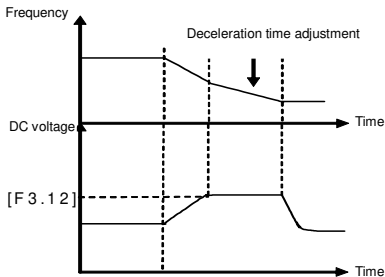 Frequency
Deceleration time adjustment
Time
DC voltage
[F3.12]
Time